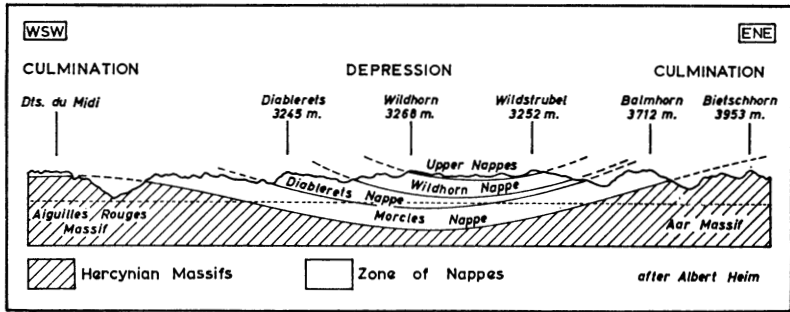 WSW ENE
CULMINATION DEPRESSION CULMINATION
Dts. du Midi Diablerets Wildhorn Wildstrubel Balmhorn Bietschhorn
3245 m. 3268 m. 3252 m. 3712 m. 3953 m.
Upper Nappes
Wildhorn Nappe
Diablerets Nappe
Morcles Nappe
Aiguilles Rouges
Massif
Aar Massif
Hercynian Massifs Zone of Nappes after Albert Heim